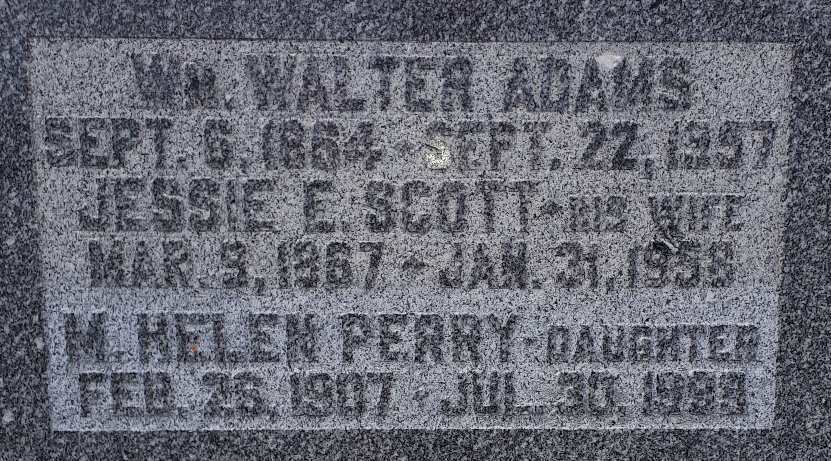 WM. WALTER ADAMS
SEPT. 6, 1864 - SEPT. 22, 1957
JESSIE E. SCOTT - HIS WIFE
MAR. 9, 1867 - JAN. 31, 1959
M. HELEN PERRY - DAUGHTER
FEB. 26, 1907 - JUL. 30, 1999